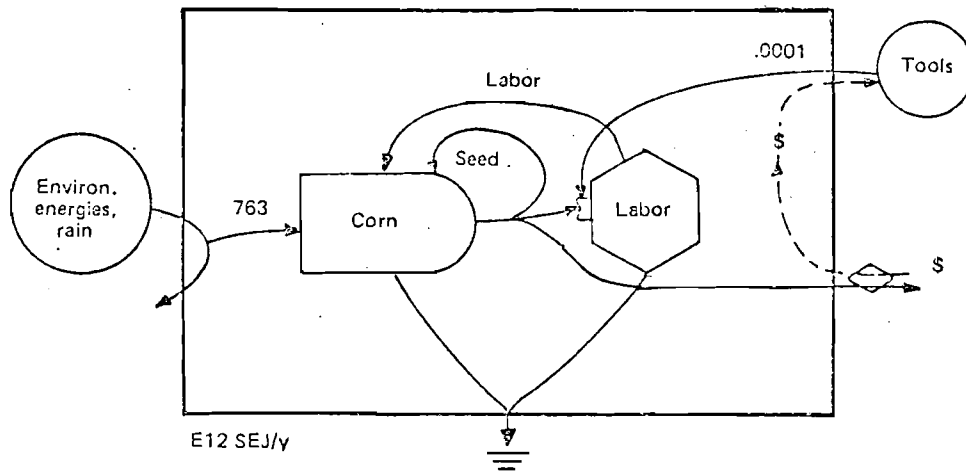 .0001
Tools
Labor
Seed
$
Environ.
energies,
rain
763
Corn
Labor
$
E12 SEJ/y